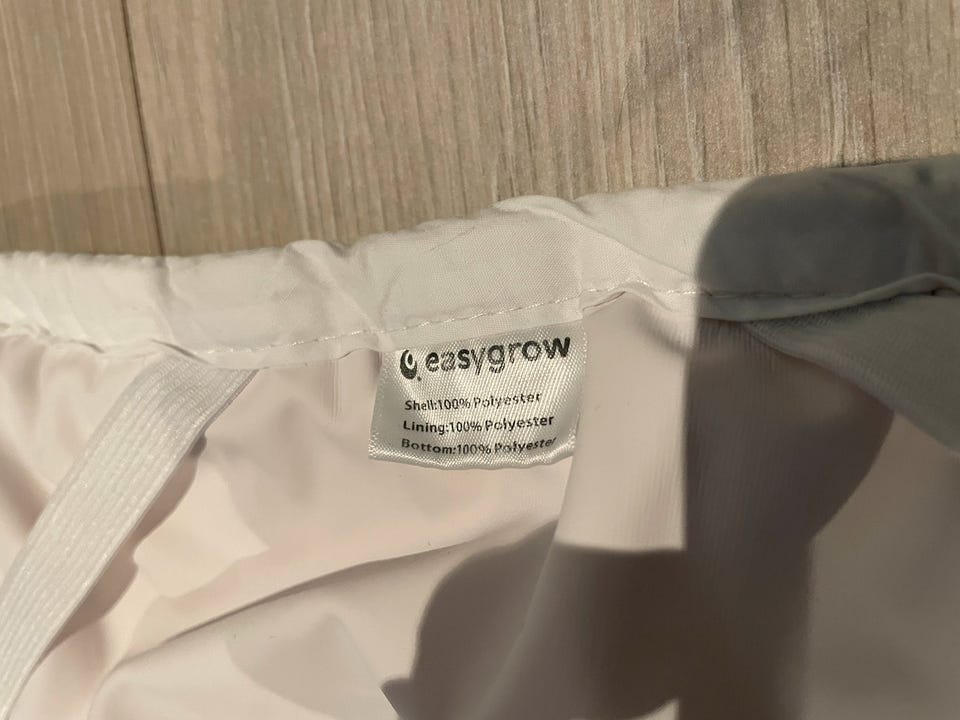 easygrow
Shell:100% Polyester
Lining:100% Polyester
Bottom:100% Polyester